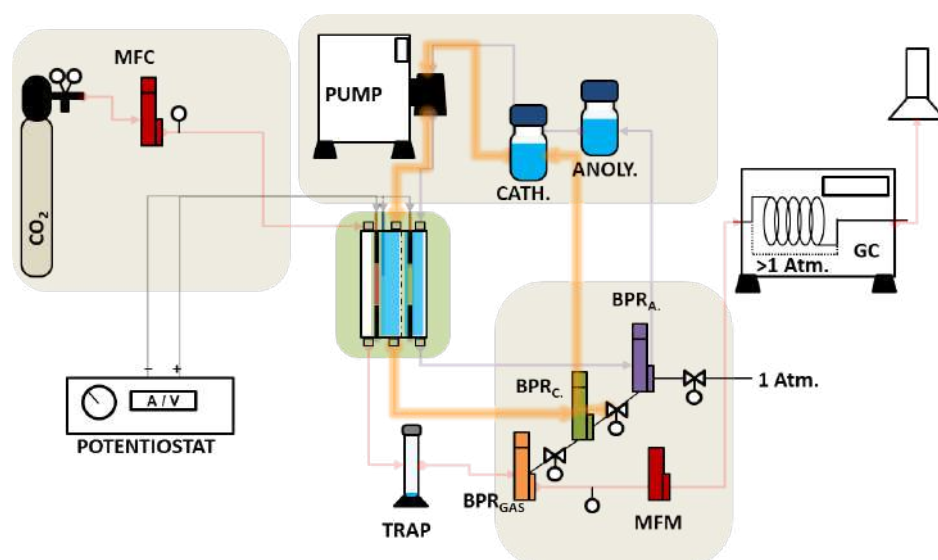 MFC
PUMP
CO2
CATH.
ANOLY.
GC
>1 Atm.
BPRA.
BPRC.
1 Atm.
− +
A / V
POTENTIOSTAT
TRAP
BPRGAS
MFM